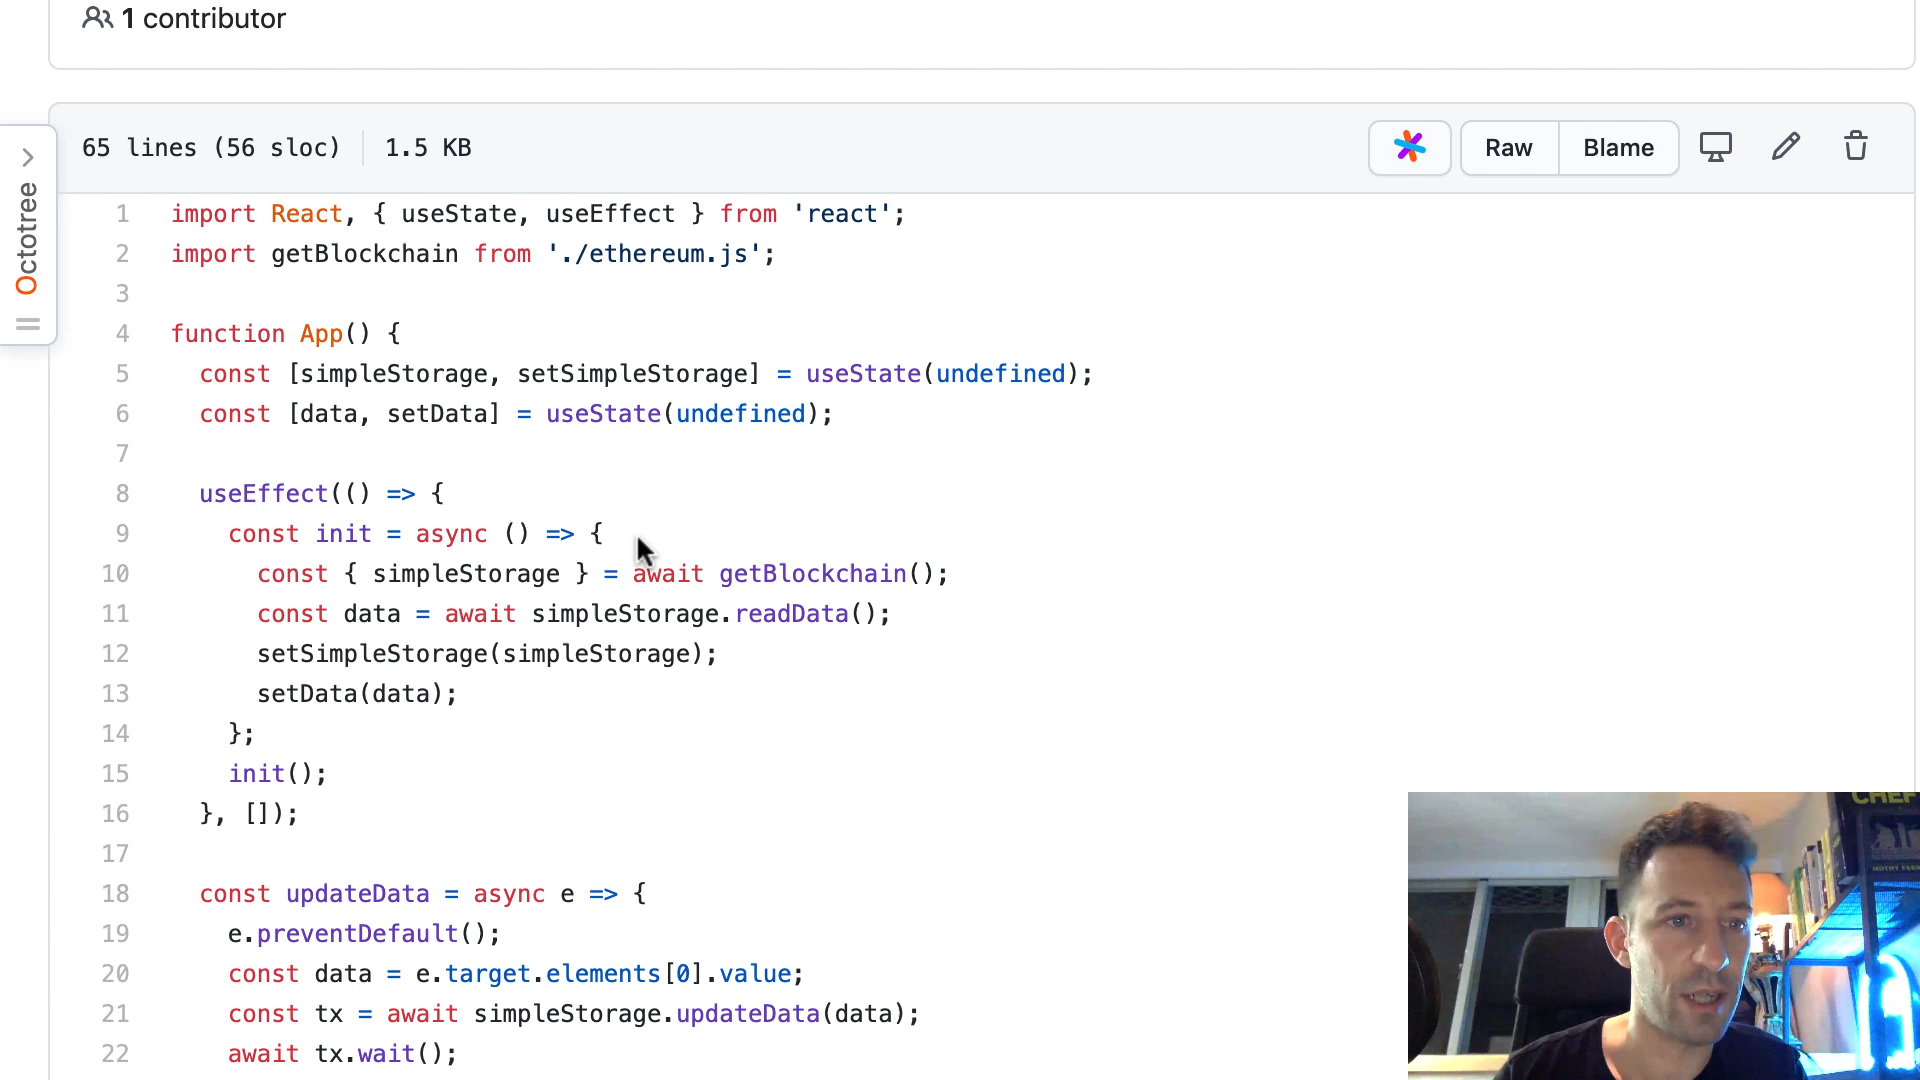 1 contributor
65 lines (56 sloc) 1.5 KB
Raw Blame
Octotree
1 import React, { useState, useEffect } from 'react';
2 import getBlockchain from './ethereum.js';
3
4 function App() {
5 const [simpleStorage, setSimpleStorage] = useState(undefined);
6 const [data, setData] = useState(undefined);
7
8 useEffect(() => {
9 const init = async () => {
10 const { simpleStorage } = await getBlockchain();
11 const data = await simpleStorage.readData();
12 setSimpleStorage(simpleStorage);
13 setData(data);
14 };
15 init();
16 }, []);
17
18 const updateData = async e => {
19 e.preventDefault();
20 const data = e.target.elements[0].value;
21 const tx = await simpleStorage.updateData(data);
22 await tx.wait();
CHEF